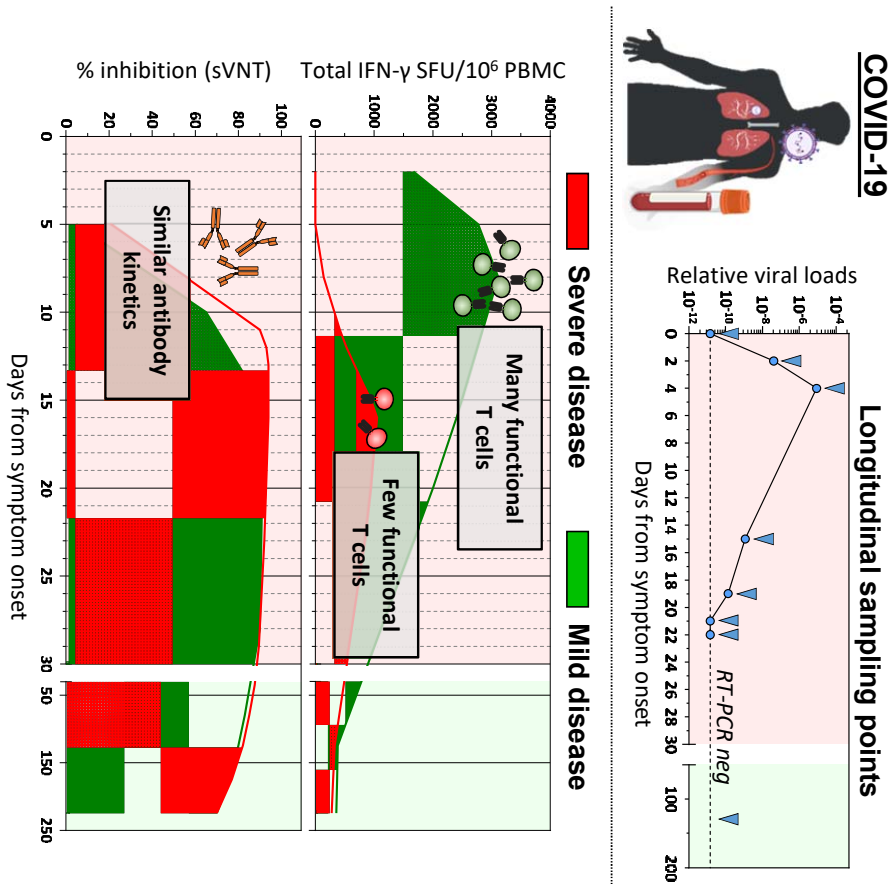 COVID-19
Longitudinal sampling points
Relative viral loads
10⁻⁴
10⁻⁶
10⁻⁸
10⁻¹⁰
10⁻¹²
RT-PCR neg
0 2 4 6 8 10 12 14 16 18 20 22 24 26 28 30 100 200
Days from symptom onset
Severe disease
Mild disease
Total IFN-γ SFU/10⁶ PBMC
4000
3000
2000
1000
0
Many functional
T cells
Few functional
T cells
% inhibition (sVNT)
100
80
60
40
20
0
Similar antibody
kinetics
0 5 10 15 20 25 30 50 150 250
Days from symptom onset